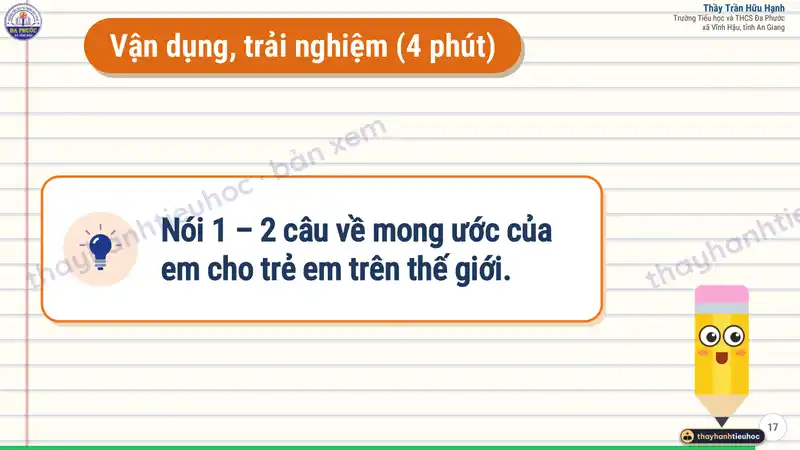 Thầy Trần Hữu Hạnh
Trường Tiểu học và THCS Đa Phước
xã Vĩnh Hậu, tỉnh An Giang
ĐA PHƯỚC
Vận dụng, trải nghiệm (4 phút)
thayhanhtieuhoc · bản xem
Nói 1 – 2 câu về mong ước của
em cho trẻ em trên thế giới.
thayhanhtie
thayhanhtieuhoc
17